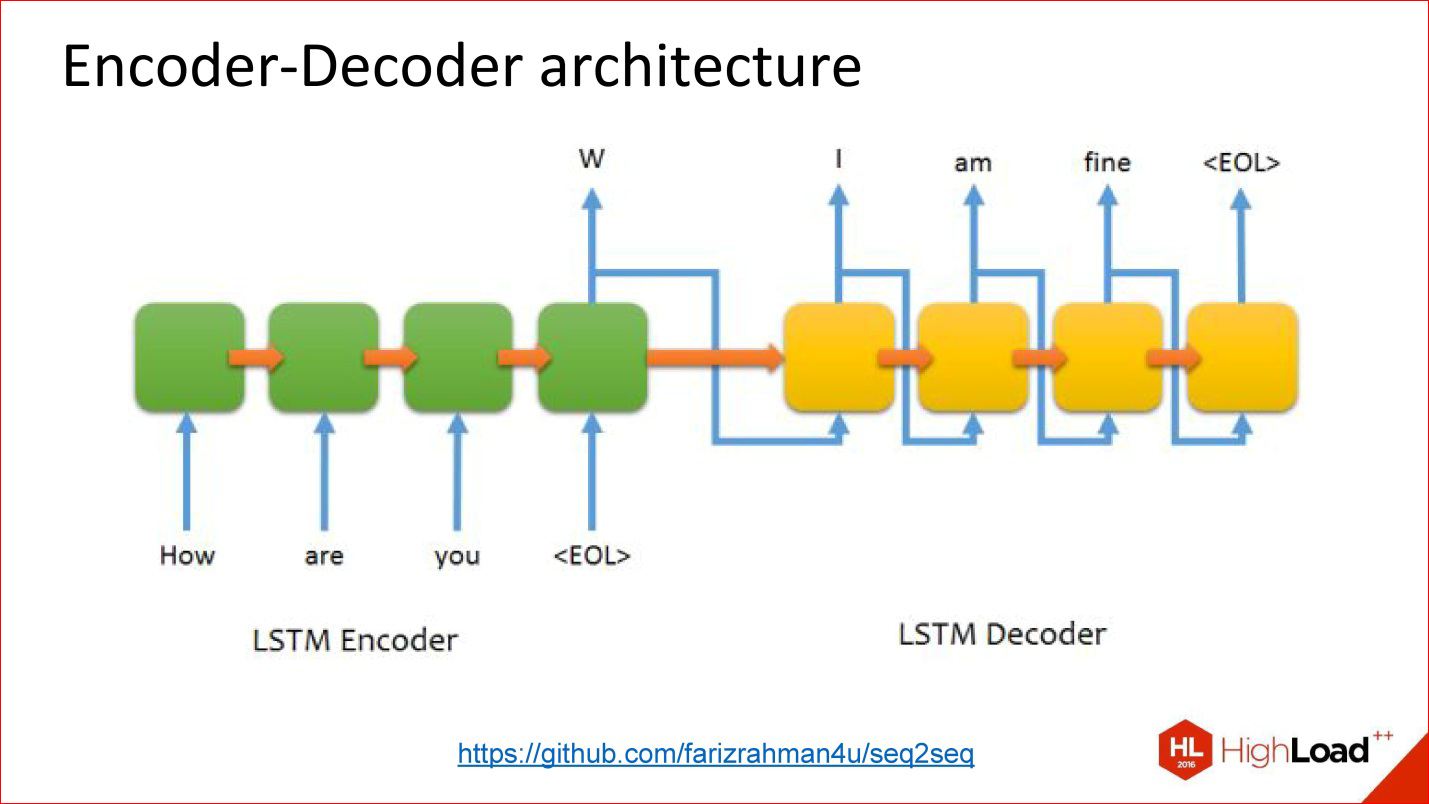 Encoder-Decoder architecture
W I am fine <EOL>
How are you <EOL>
LSTM Encoder LSTM Decoder
https://github.com/farizrahman4u/seq2seq
HL 2016 HighLoad++